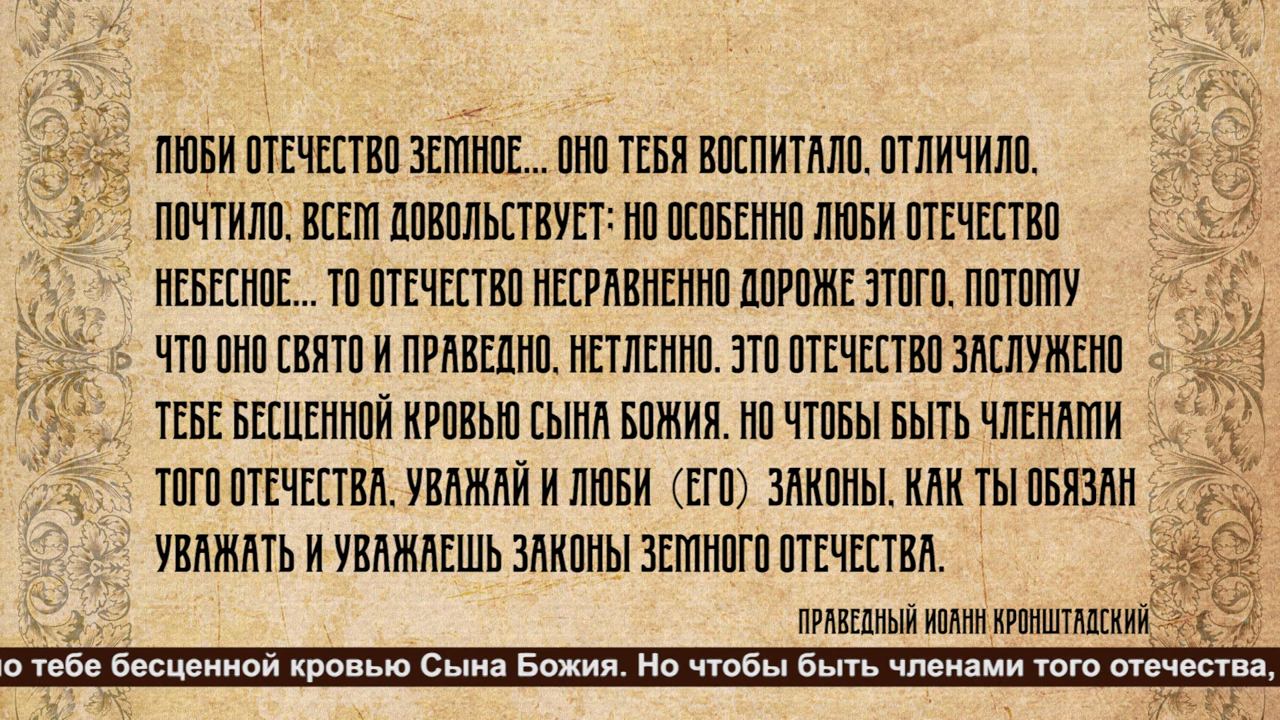 ЛЮБИ ОТЕЧЕСТВО ЗЕМНОЕ... ОНО ТЕБЯ ВОСПИТАЛО, ОТЛИЧИЛО,
ПОЧТИЛО, ВСЕМ ДОВОЛЬСТВУЕТ; НО ОСОБЕННО ЛЮБИ ОТЕЧЕСТВО
НЕБЕСНОЕ... ТО ОТЕЧЕСТВО НЕСРАВНЕННО ДОРОЖЕ ЭТОГО, ПОТОМУ
ЧТО ОНО СВЯТО И ПРАВЕДНО, НЕТЛЕННО. ЭТО ОТЕЧЕСТВО ЗАСЛУЖЕНО
ТЕБЕ БЕСЦЕННОЙ КРОВЬЮ СЫНА БОЖИЯ. НО ЧТОБЫ БЫТЬ ЧЛЕНАМИ
ТОГО ОТЕЧЕСТВА, УВАЖАЙ И ЛЮБИ (ЕГО) ЗАКОНЫ, КАК ТЫ ОБЯЗАН
УВАЖАТЬ И УВАЖАЕШЬ ЗАКОНЫ ЗЕМНОГО ОТЕЧЕСТВА.
ПРАВЕДНЫЙ ИОАНН КРОНШТАДСКИЙ
но тебе бесценной кровью Сына Божия. Но чтобы быть членами того отечества,